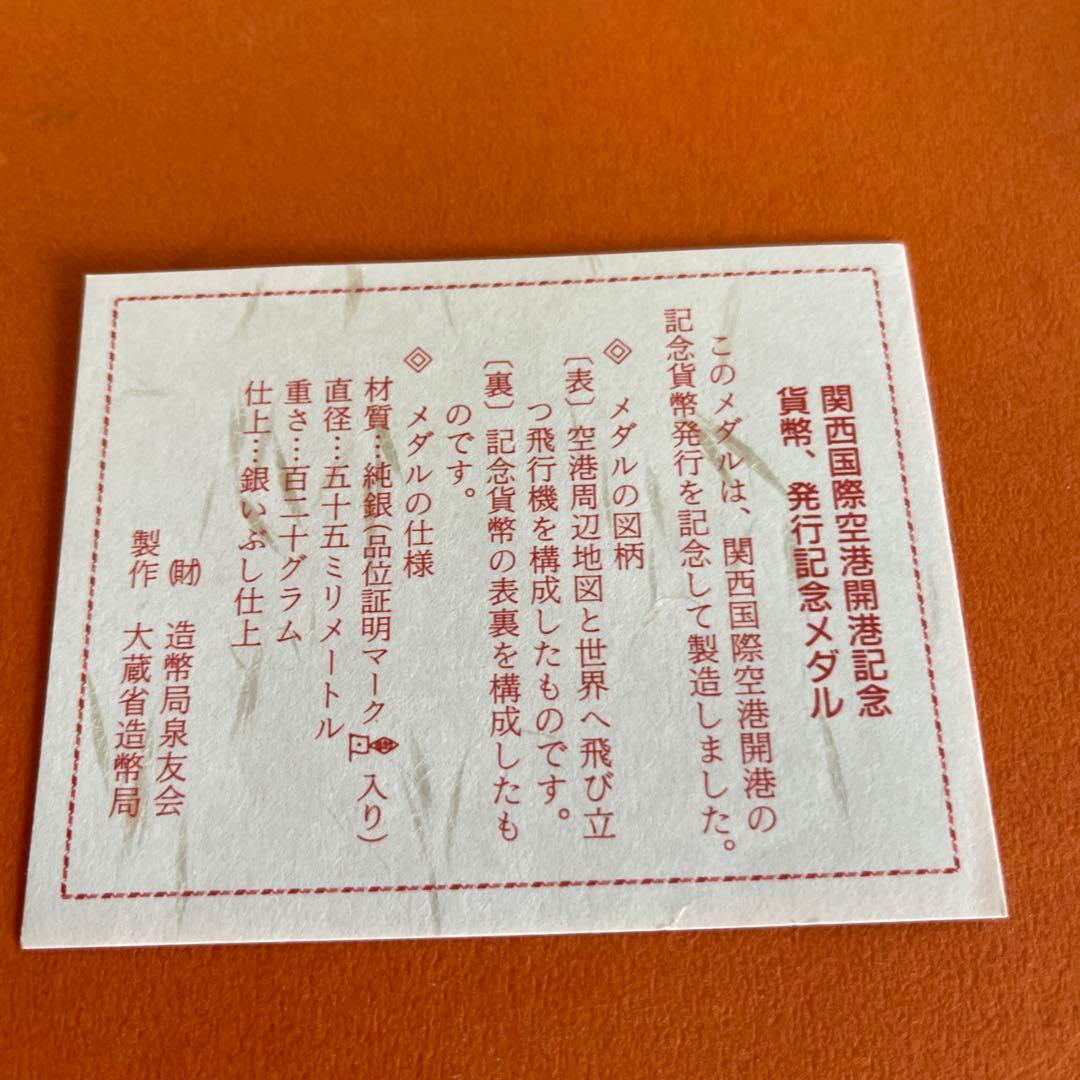 関西国際空港開港記念
貨幣、発行記念メダル
このメダルは、関西国際空港開港の
記念貨幣発行を記念して製造しました。
◇ メダルの図柄
〔表〕空港周辺地図と世界へ飛び立
つ飛行機を構成したものです。
〔裏〕記念貨幣の表裏を構成したも
のです。
◇ メダルの仕様
材質…純銀(品位証明マーク入り)
直径…五十五ミリメートル
重さ…百二十グラム
仕上…銀いぶし仕上
㈶ 造幣局泉友会
製作 大蔵省造幣局